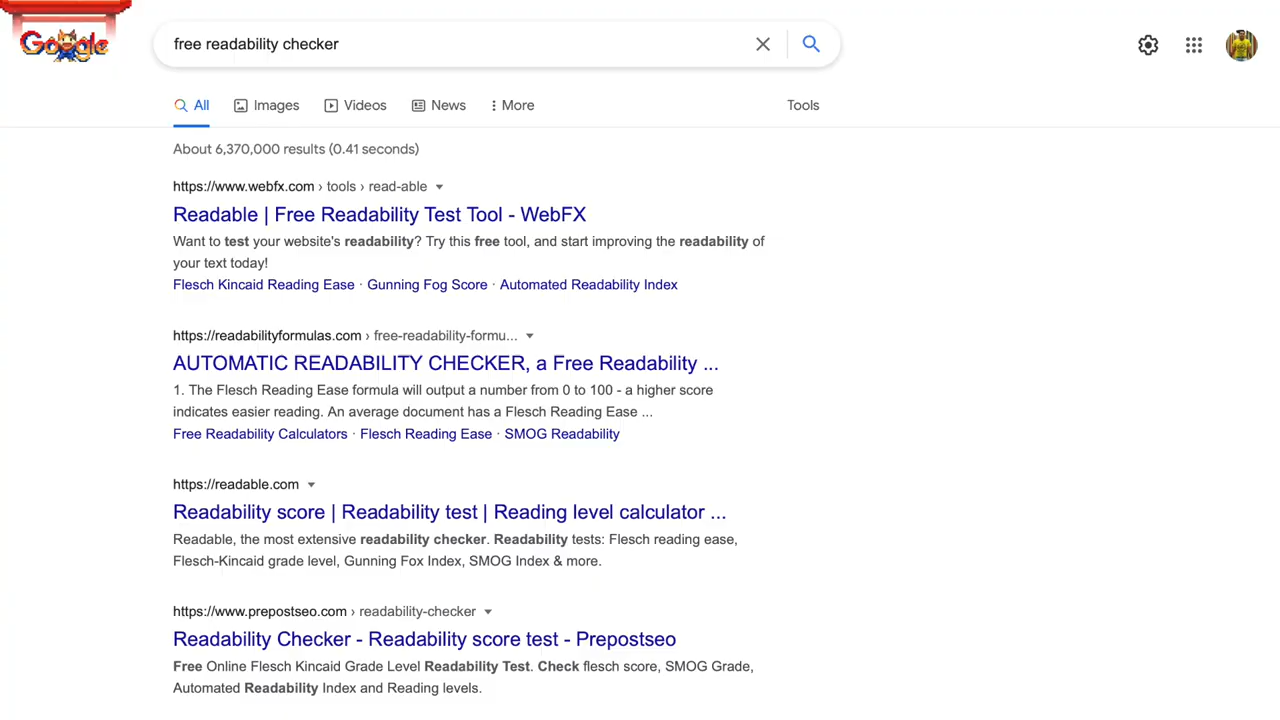 Google
free readability checker
All Images Videos News More Tools
About 6,370,000 results (0.41 seconds)
https://www.webfx.com › tools › read-able
Readable | Free Readability Test Tool - WebFX
Want to test your website's readability? Try this free tool, and start improving the readability of
your text today!
Flesch Kincaid Reading Ease · Gunning Fog Score · Automated Readability Index
https://readabilityformulas.com › free-readability-formu...
AUTOMATIC READABILITY CHECKER, a Free Readability ...
1. The Flesch Reading Ease formula will output a number from 0 to 100 - a higher score
indicates easier reading. An average document has a Flesch Reading Ease ...
Free Readability Calculators · Flesch Reading Ease · SMOG Readability
https://readable.com
Readability score | Readability test | Reading level calculator ...
Readable, the most extensive readability checker. Readability tests: Flesch reading ease,
Flesch-Kincaid grade level, Gunning Fox Index, SMOG Index & more.
https://www.prepostseo.com › readability-checker
Readability Checker - Readability score test - Prepostseo
Free Online Flesch Kincaid Grade Level Readability Test. Check flesch score, SMOG Grade,
Automated Readability Index and Reading levels.